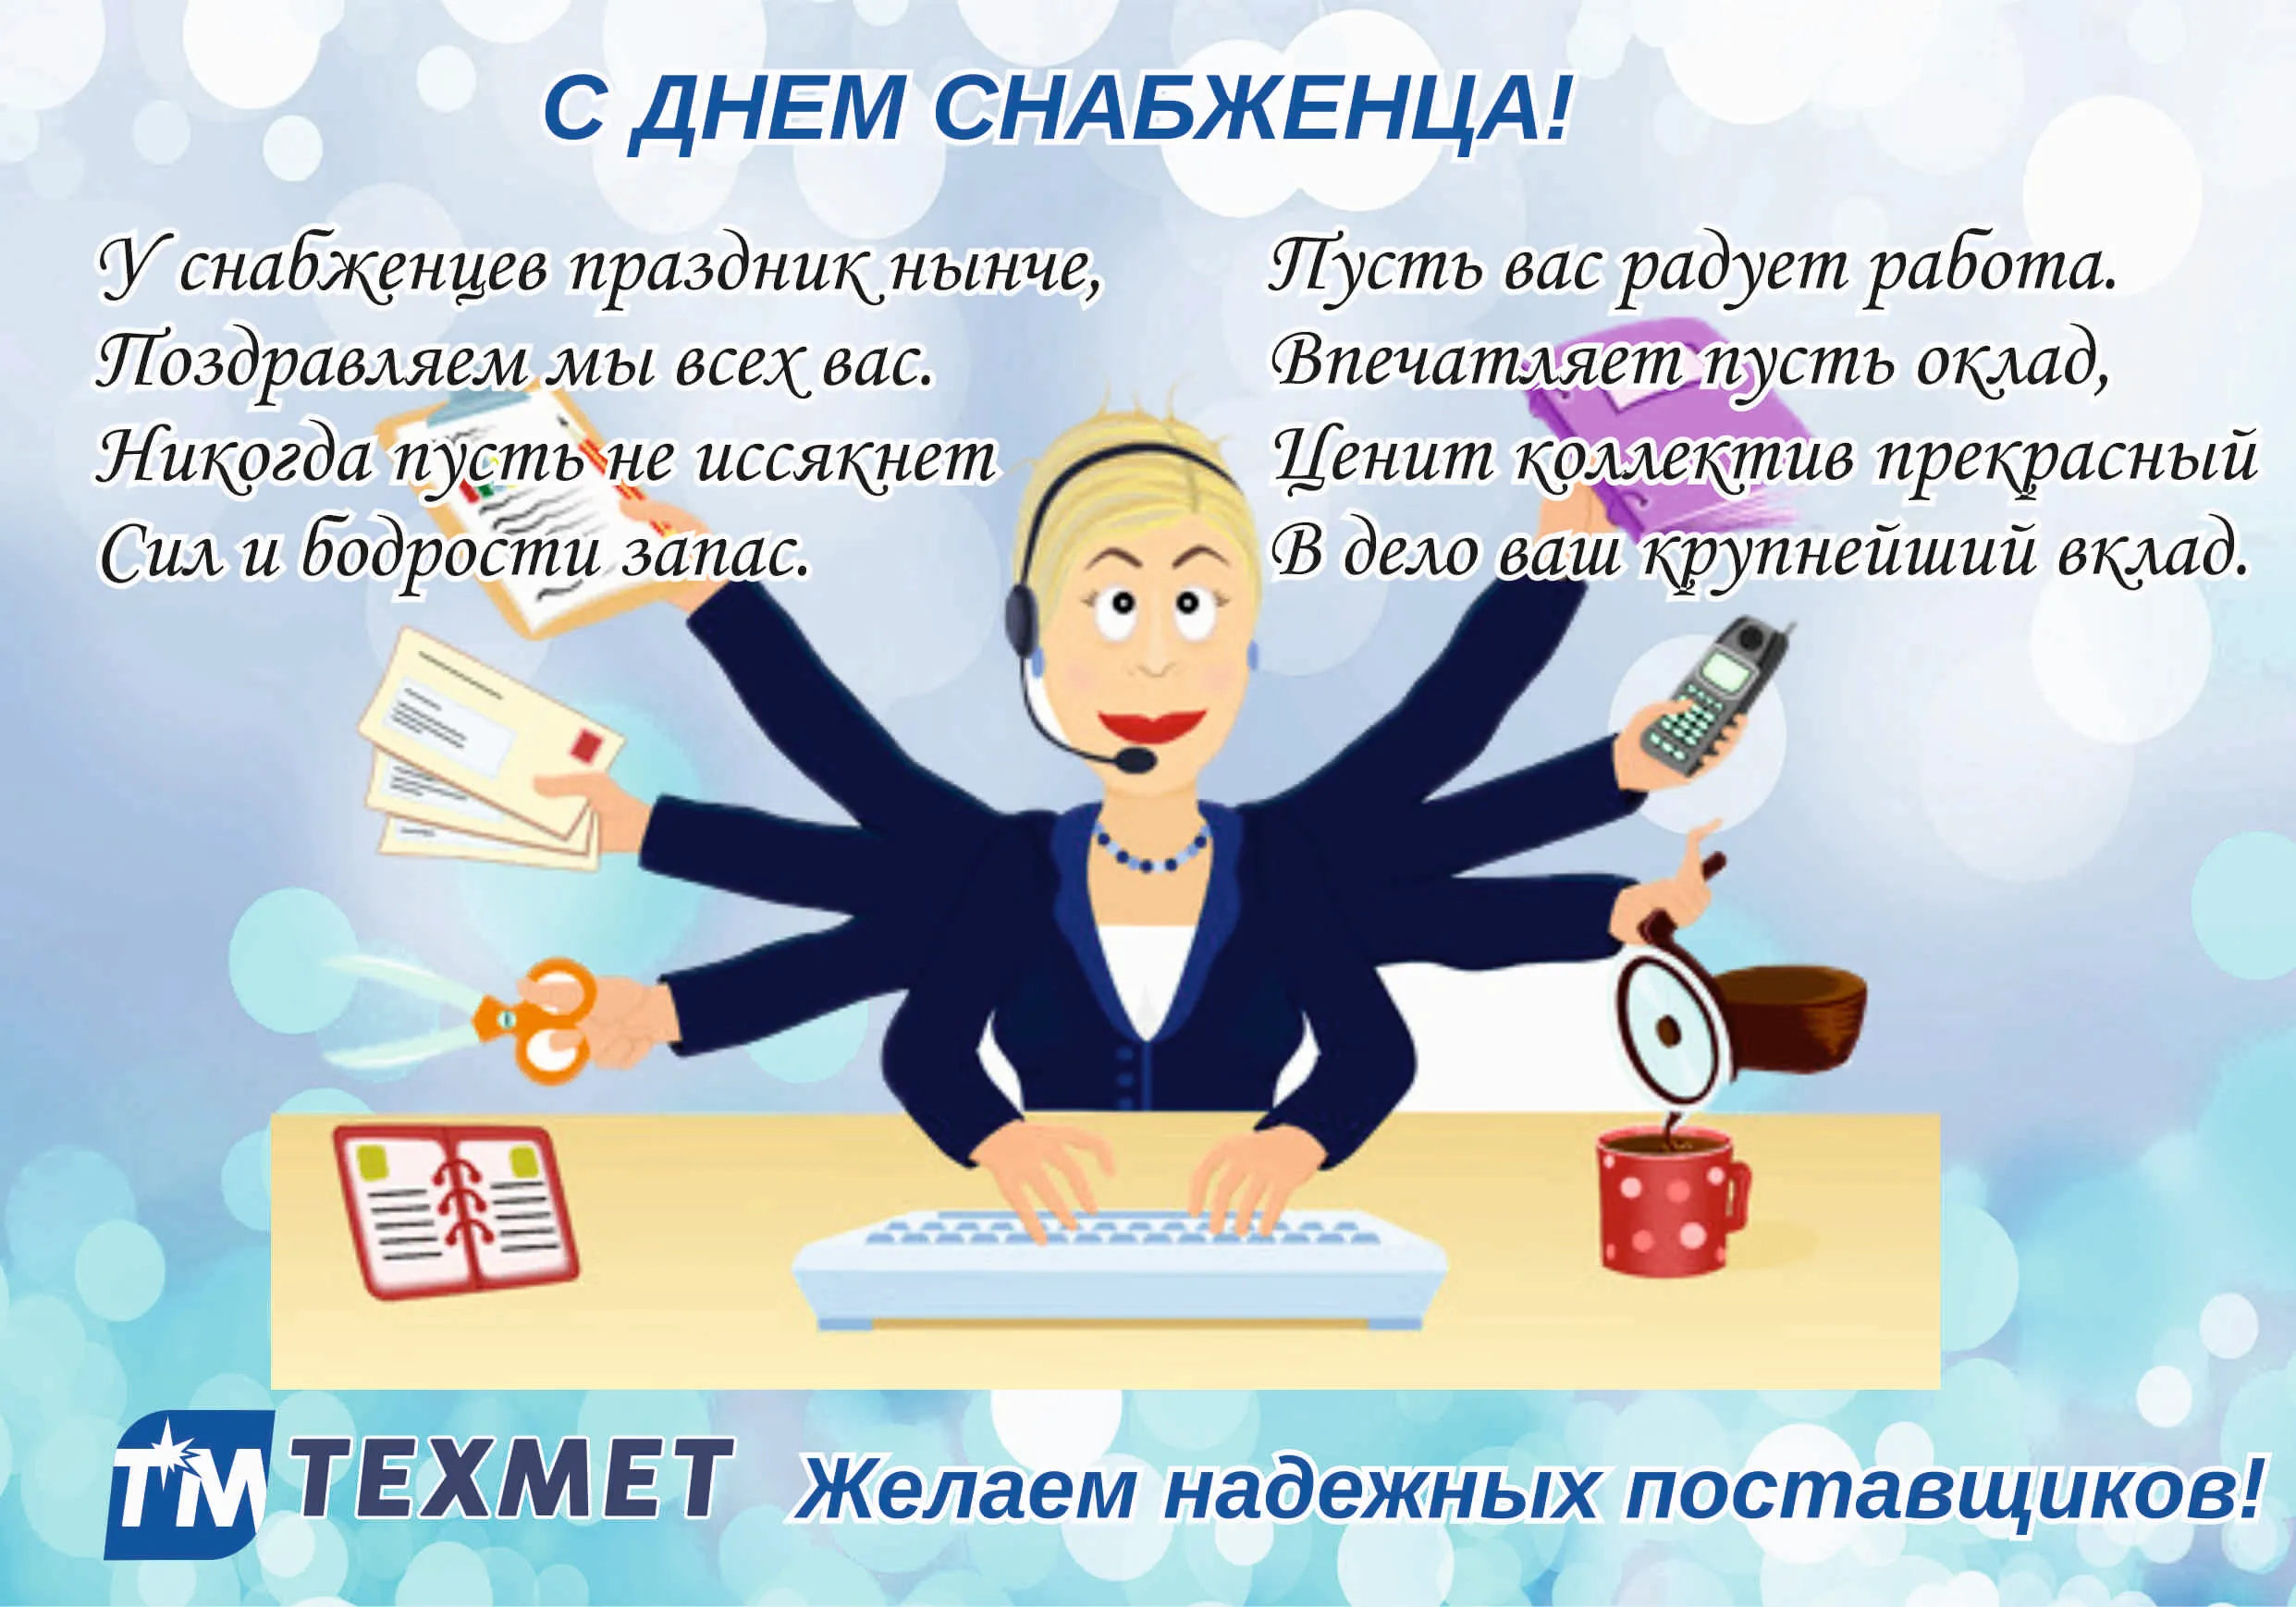 С ДНЕМ СНАБЖЕНЦА!
У снабженцев праздник нынче,
Поздравляем мы всех вас.
Никогда пусть не иссякнет
Сил и бодрости запас.
Пусть вас радует работа.
Впечатляет пусть оклад,
Ценит коллектив прекрасный
В дело ваш крупнейший вклад.
ТМ ТЕХМЕТ
Желаем надежных поставщиков!